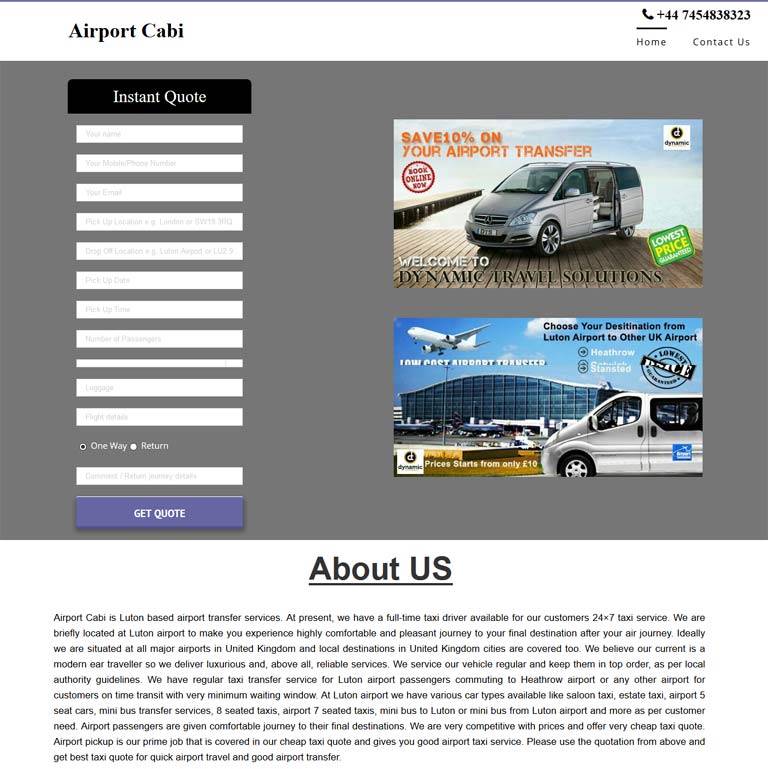 +44 7454838323
Airport Cabi
Home Contact Us
Instant Quote
Your name
Your Mobile/Phone Number
Your Email
Pick Up Location e.g. London or SW18 3RQ
Drop Off Location e.g. Luton Airport or LU2 9
Pick Up Date
Pick Up Time
Number of Passengers
Luggage
Flight details
One Way Return
Comment / Return journey details
GET QUOTE
SAVE10% ON
YOUR AIRPORT TRANSFER
dynamic
BOOK
ONLINE
NOW
LOWEST
PRICE
GUARANTEED
WELCOME TO
DYNAMIC TRAVEL SOLUTIONS
Choose Your Desitination from
Luton Airport to Other UK Airport
Heathrow
Stansted
LOW COST AIRPORT TRANSFER
LOWEST
PRICE
GUARANTEED
dynamic
Prices Starts from only £10
About US
Airport Cabi is Luton based airport transfer services. At present, we have a full-time taxi driver available for our customers 24×7 taxi service. We are
briefly located at Luton airport to make you experience highly comfortable and pleasant journey to your final destination after your air journey. Ideally
we are situated at all major airports in United Kingdom and local destinations in United Kingdom cities are covered too. We believe our current is a
modern ear traveller so we deliver luxurious and, above all, reliable services. We service our vehicle regular and keep them in top order, as per local
authority guidelines. We have regular taxi transfer service for Luton airport passengers commuting to Heathrow airport or any other airport for
customers on time transit with very minimum waiting window. At Luton airport we have various car types available like saloon taxi, estate taxi, airport 5
seat cars, mini bus transfer services, 8 seated taxis, airport 7 seated taxis, mini bus to Luton or mini bus from Luton airport and more as per customer
need. Airport passengers are given comfortable journey to their final destinations. We are very competitive with prices and offer very cheap taxi quote.
Airport pickup is our prime job that is covered in our cheap taxi quote and gives you good airport taxi service. Please use the quotation from above and
get best taxi quote for quick airport travel and good airport transfer.